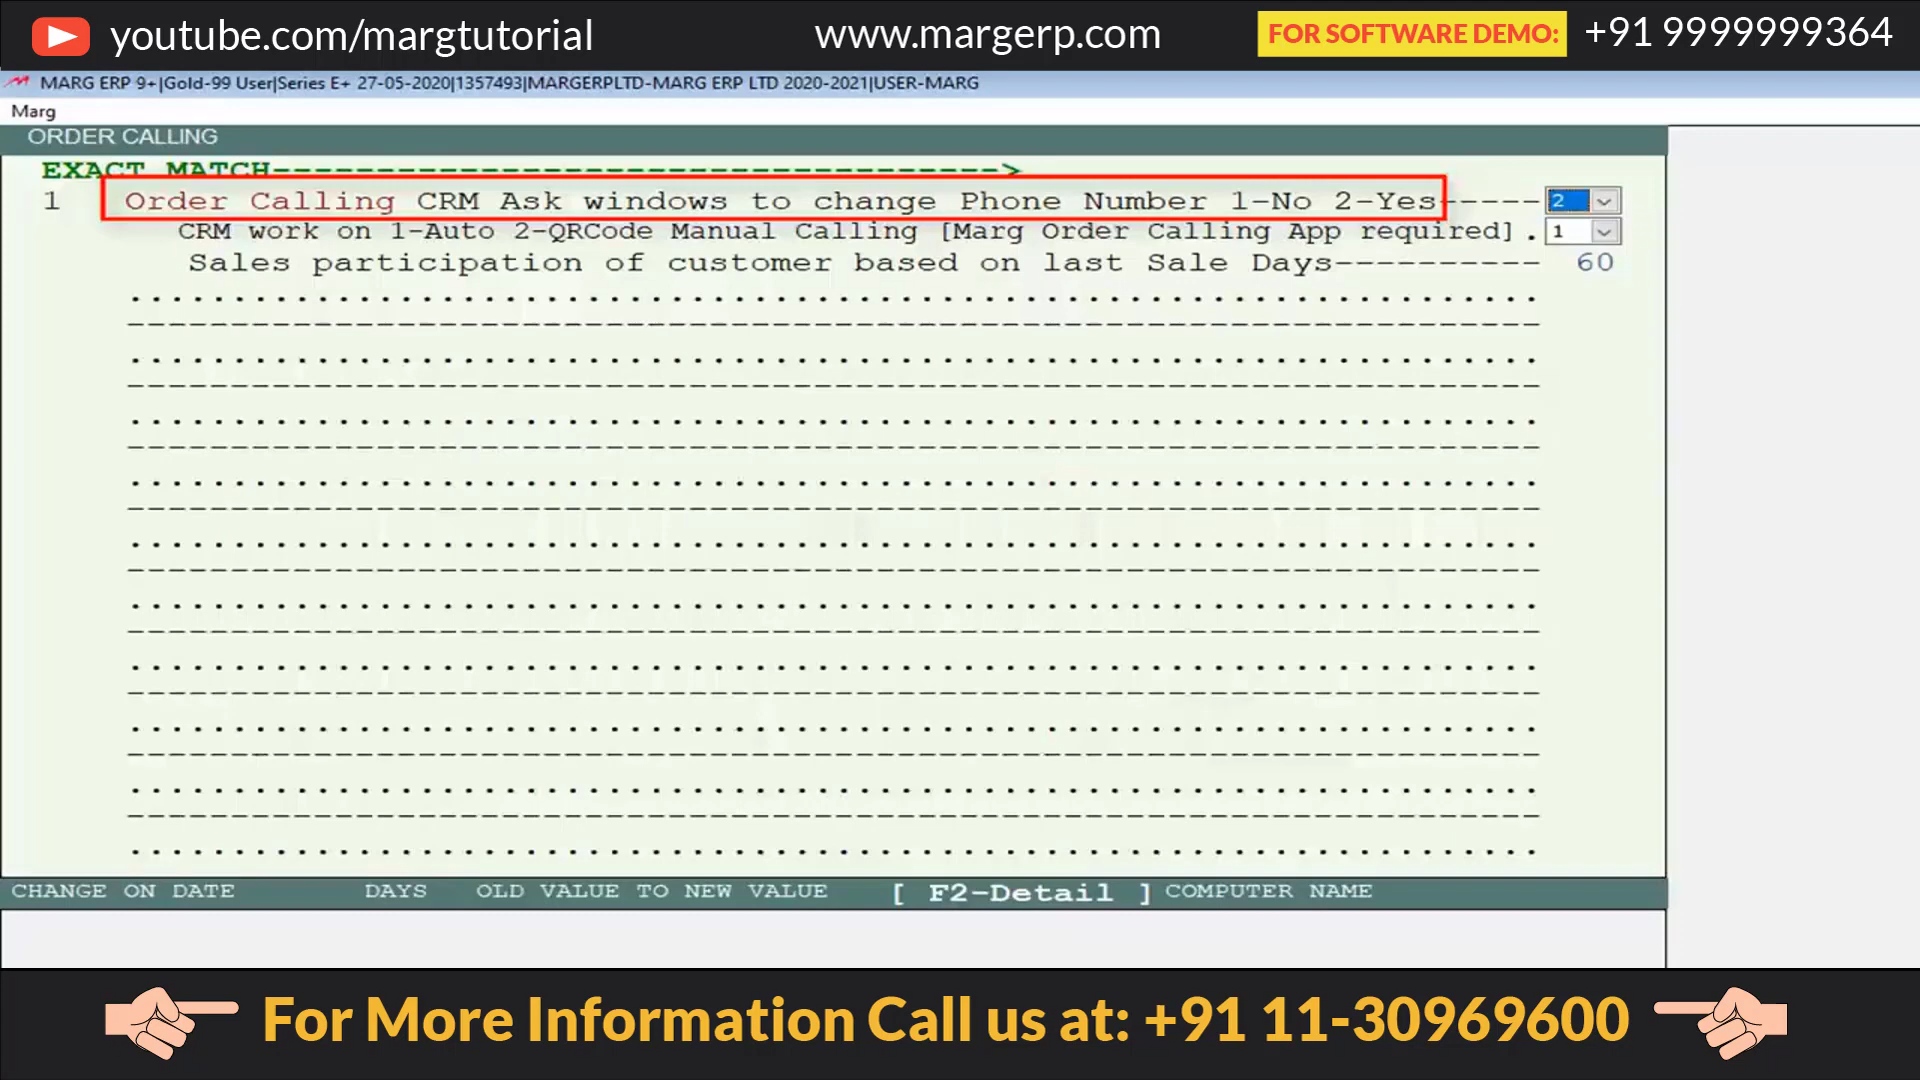 youtube.com/margtutorial www.margerp.com FOR SOFTWARE DEMO: +91 9999999364
MARG ERP 9+|Gold-99 User|Series E+ 27-05-2020|1357493|MARGERPLTD-MARG ERP LTD 2020-2021|USER-MARG
Marg
ORDER CALLING
EXACT MATCH----------------------------------->
1 Order Calling CRM Ask windows to change Phone Number 1-No 2-Yes----- 2
CRM work on 1-Auto 2-QRCode Manual Calling [Marg Order Calling App required]. 1
Sales participation of customer based on last Sale Days---------- 60
CHANGE ON DATE DAYS OLD VALUE TO NEW VALUE [ F2-Detail ] COMPUTER NAME
For More Information Call us at: +91 11-30969600